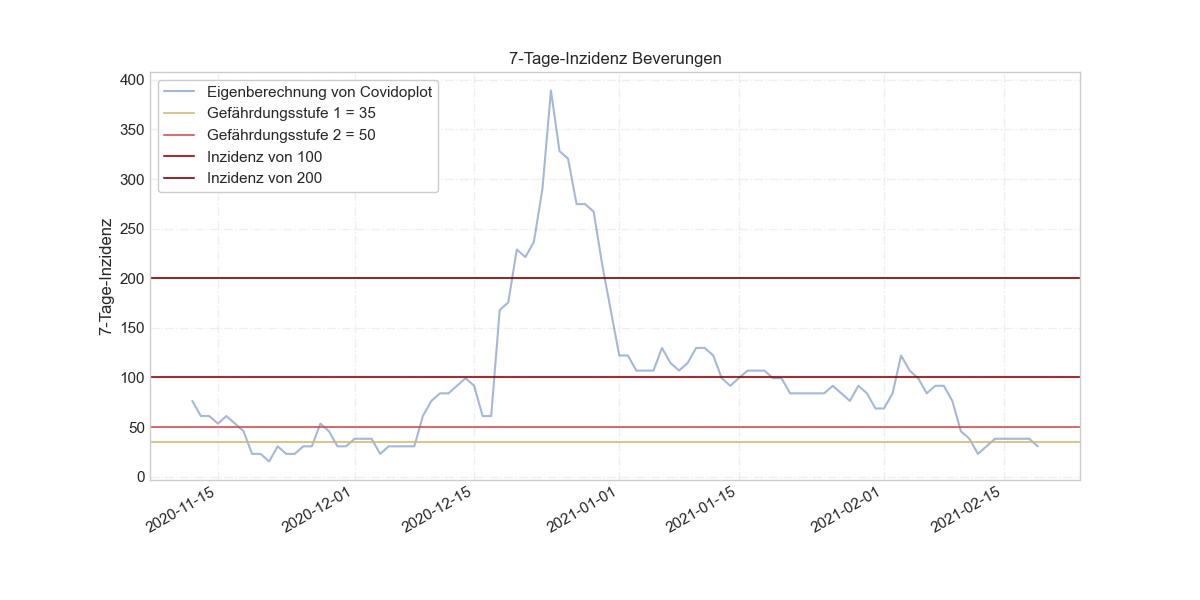 7-Tage-Inzidenz Beverungen
Eigenberechnung von Covidoplot
Gefährdungsstufe 1 = 35
Gefährdungsstufe 2 = 50
Inzidenz von 100
Inzidenz von 200
7-Tage-Inzidenz
400
350
300
250
200
150
100
50
0
2020-11-15
2020-12-01
2020-12-15
2021-01-01
2021-01-15
2021-02-01
2021-02-15